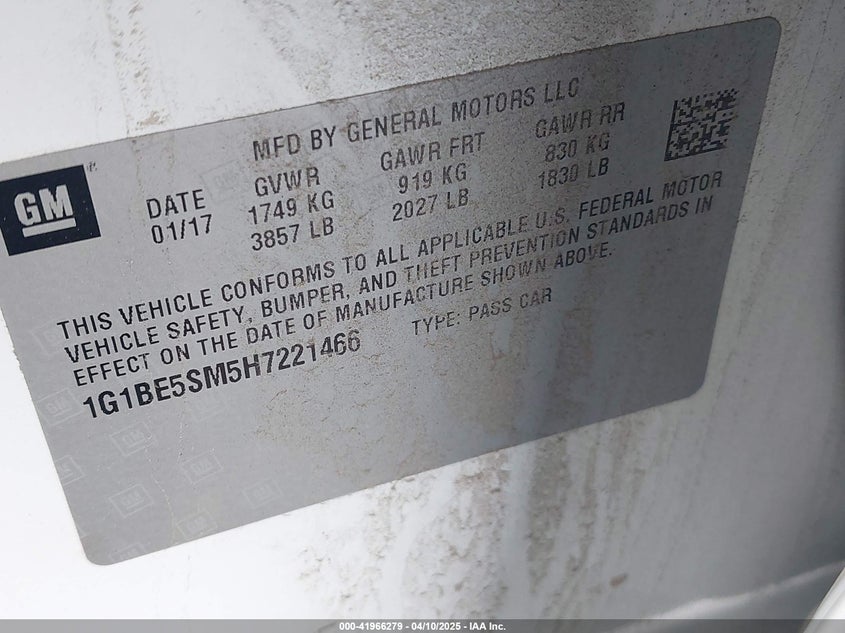 MFD BY GENERAL MOTORS LLC
GM
DATE GVWR GAWR FRT GAWR RR
01/17 1749 KG 919 KG 830 KG
3857 LB 2027 LB 1830 LB
THIS VEHICLE CONFORMS TO ALL APPLICABLE U.S. FEDERAL MOTOR
VEHICLE SAFETY, BUMPER, AND THEFT PREVENTION STANDARDS IN
EFFECT ON THE DATE OF MANUFACTURE SHOWN ABOVE.
1G1BE5SM5H7221466 TYPE: PASS CAR
000-41966279 - 04/10/2025 - IAA Inc.